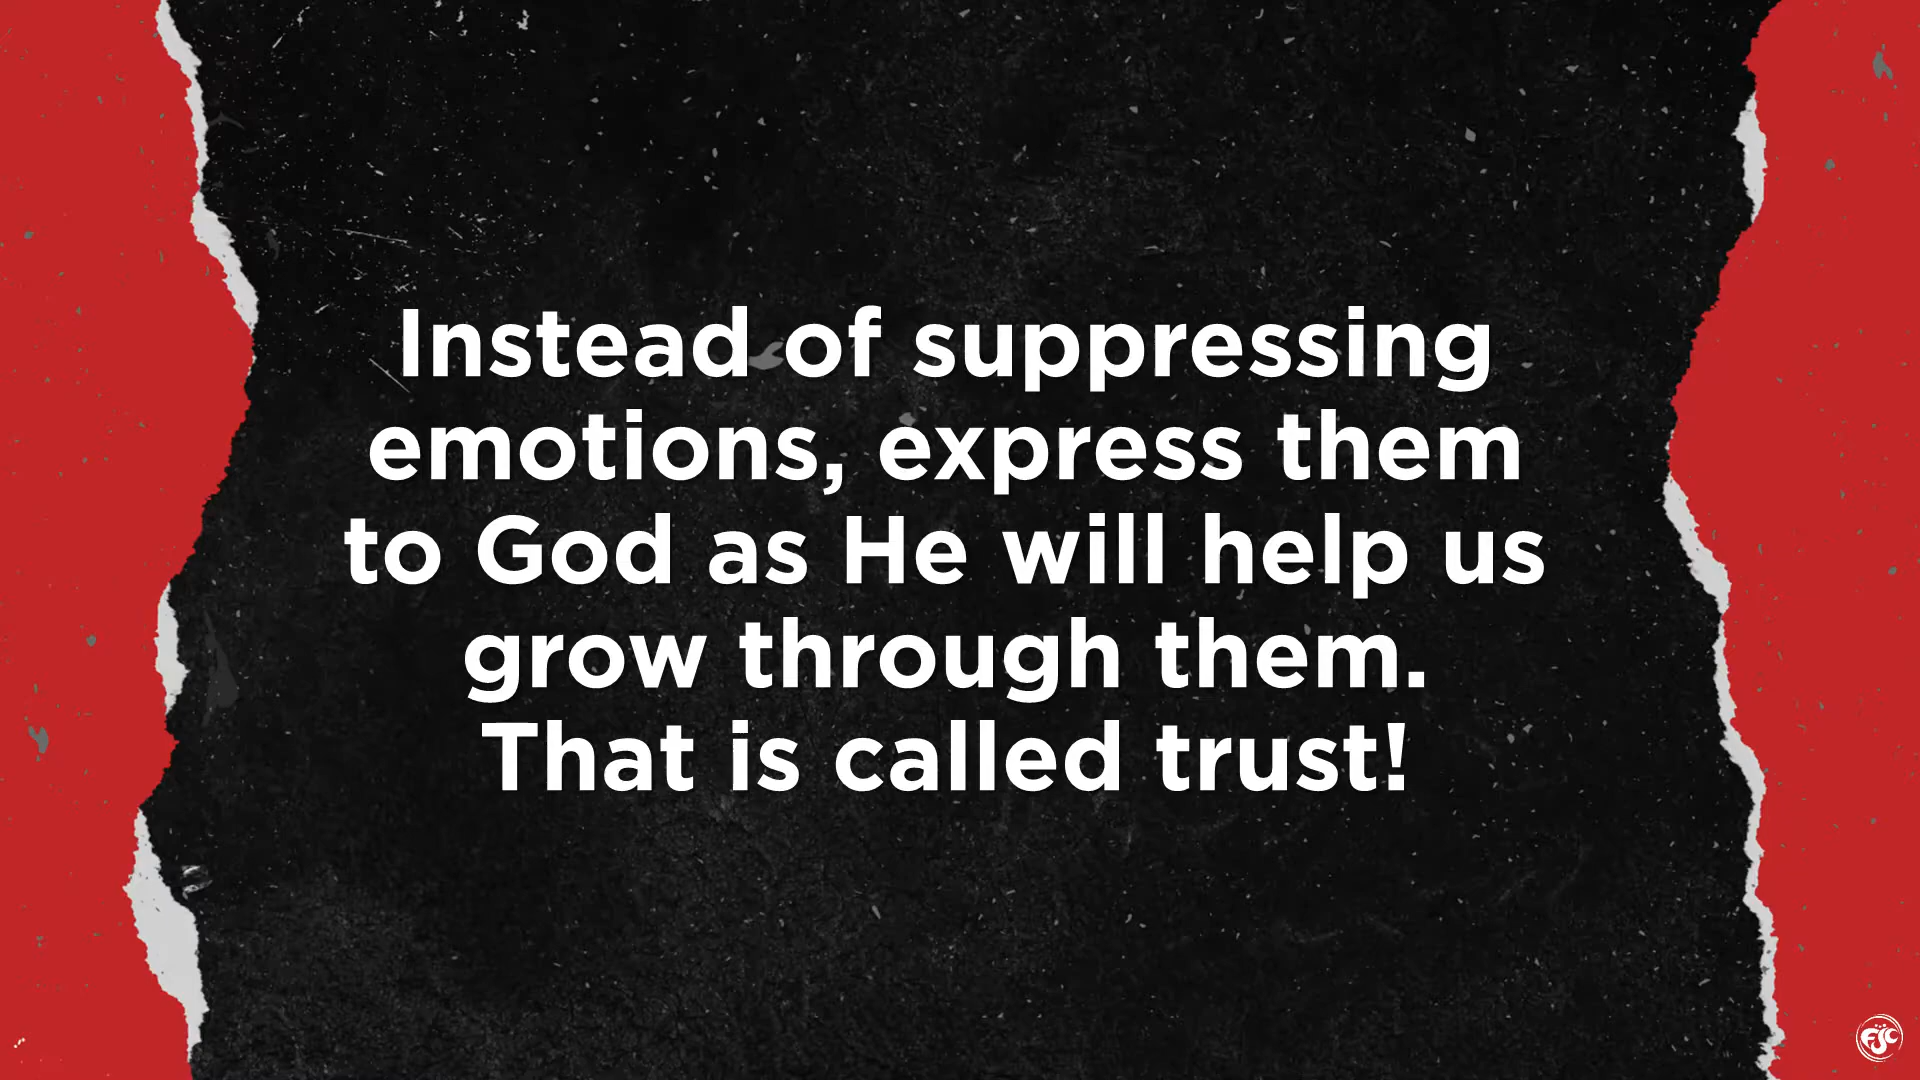 Instead of suppressing
emotions, express them
to God as He will help us
grow through them.
That is called trust!
FJC